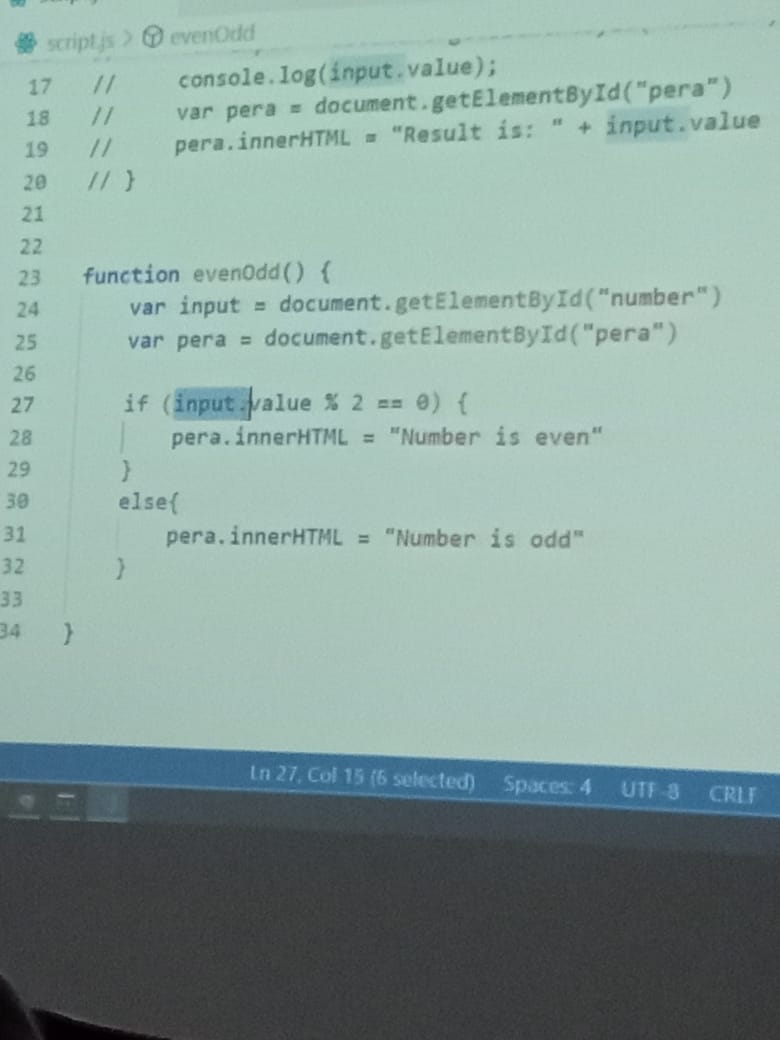 script.js > evenOdd
17 // console.log(input.value);
18 // var pera = document.getElementById("pera")
19 // pera.innerHTML = "Result is: " + input.value
20 // }
21
22
23 function evenOdd() {
24 var input = document.getElementById("number")
25 var pera = document.getElementById("pera")
26
27 if (input.value % 2 == 0) {
28 pera.innerHTML = "Number is even"
29 }
30 else{
31 pera.innerHTML = "Number is odd"
32 }
33
34 }
Ln 27, Col 15 (6 selected) Spaces: 4 UTF-8 CRLF